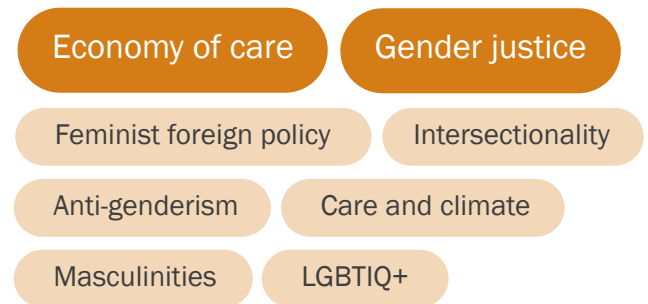 Economy of care
Gender justice
Feminist foreign policy
Intersectionality
Anti-genderism
Care and climate
Masculinities
LGBTIQ+